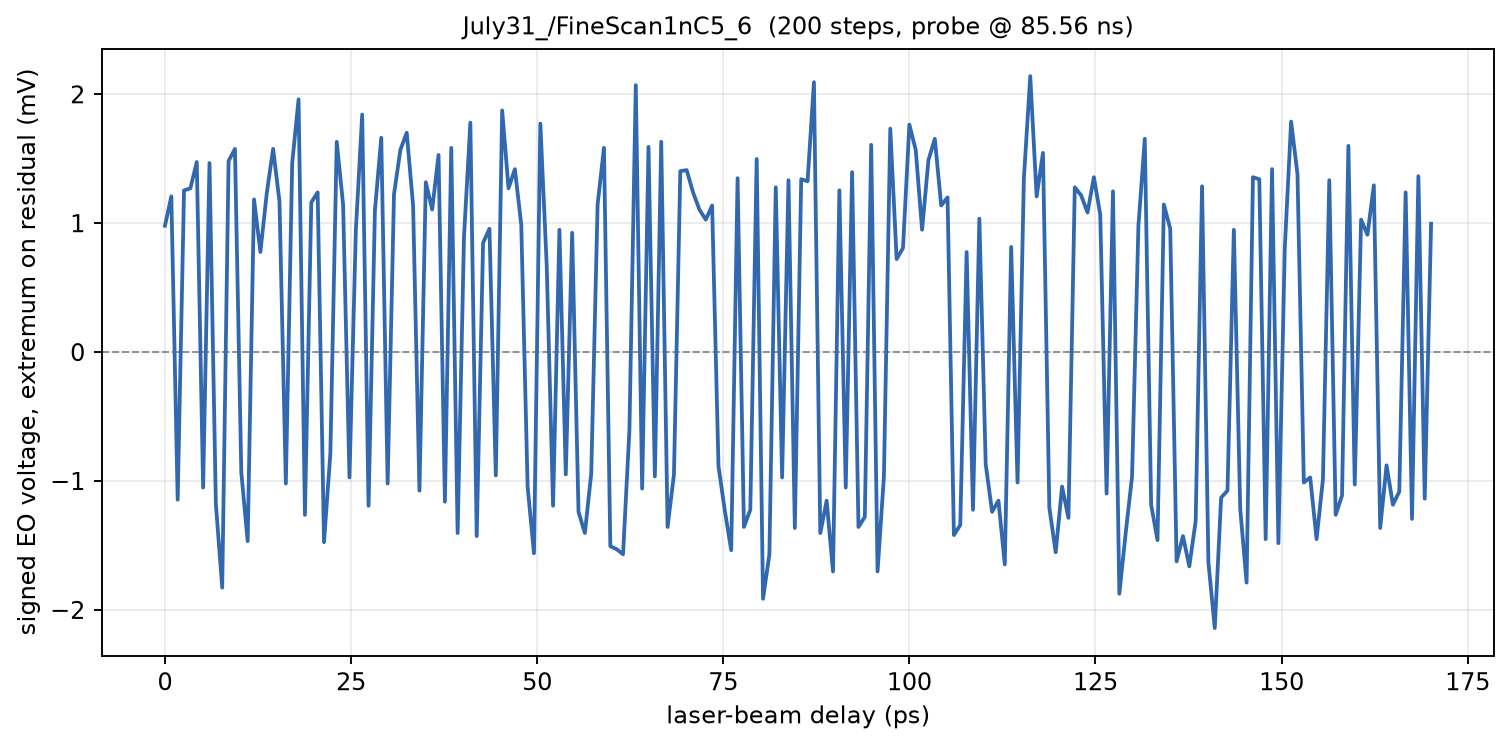 July31_/FineScan1nC5_6  (200 steps, probe @ 85.56 ns)
signed EO voltage, extremum on residual (mV)
2
1
0
−1
−2
0 25 50 75 100 125 150 175
laser-beam delay (ps)